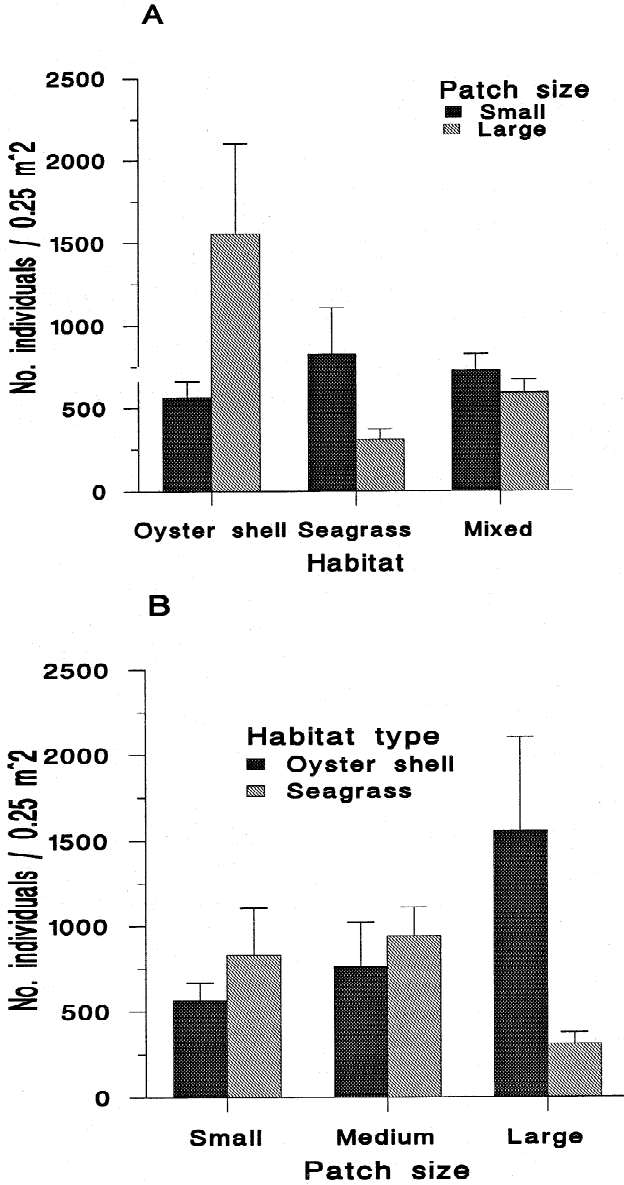 A
2500
2000
1500
1000
500
0
No. individuals / 0.25 m^2
Patch size
Small
Large
Oyster shell Seagrass Mixed
Habitat
B
2500
2000
1500
1000
500
0
No. individuals / 0.25 m^2
Habitat type
Oyster shell
Seagrass
Small Medium Large
Patch size